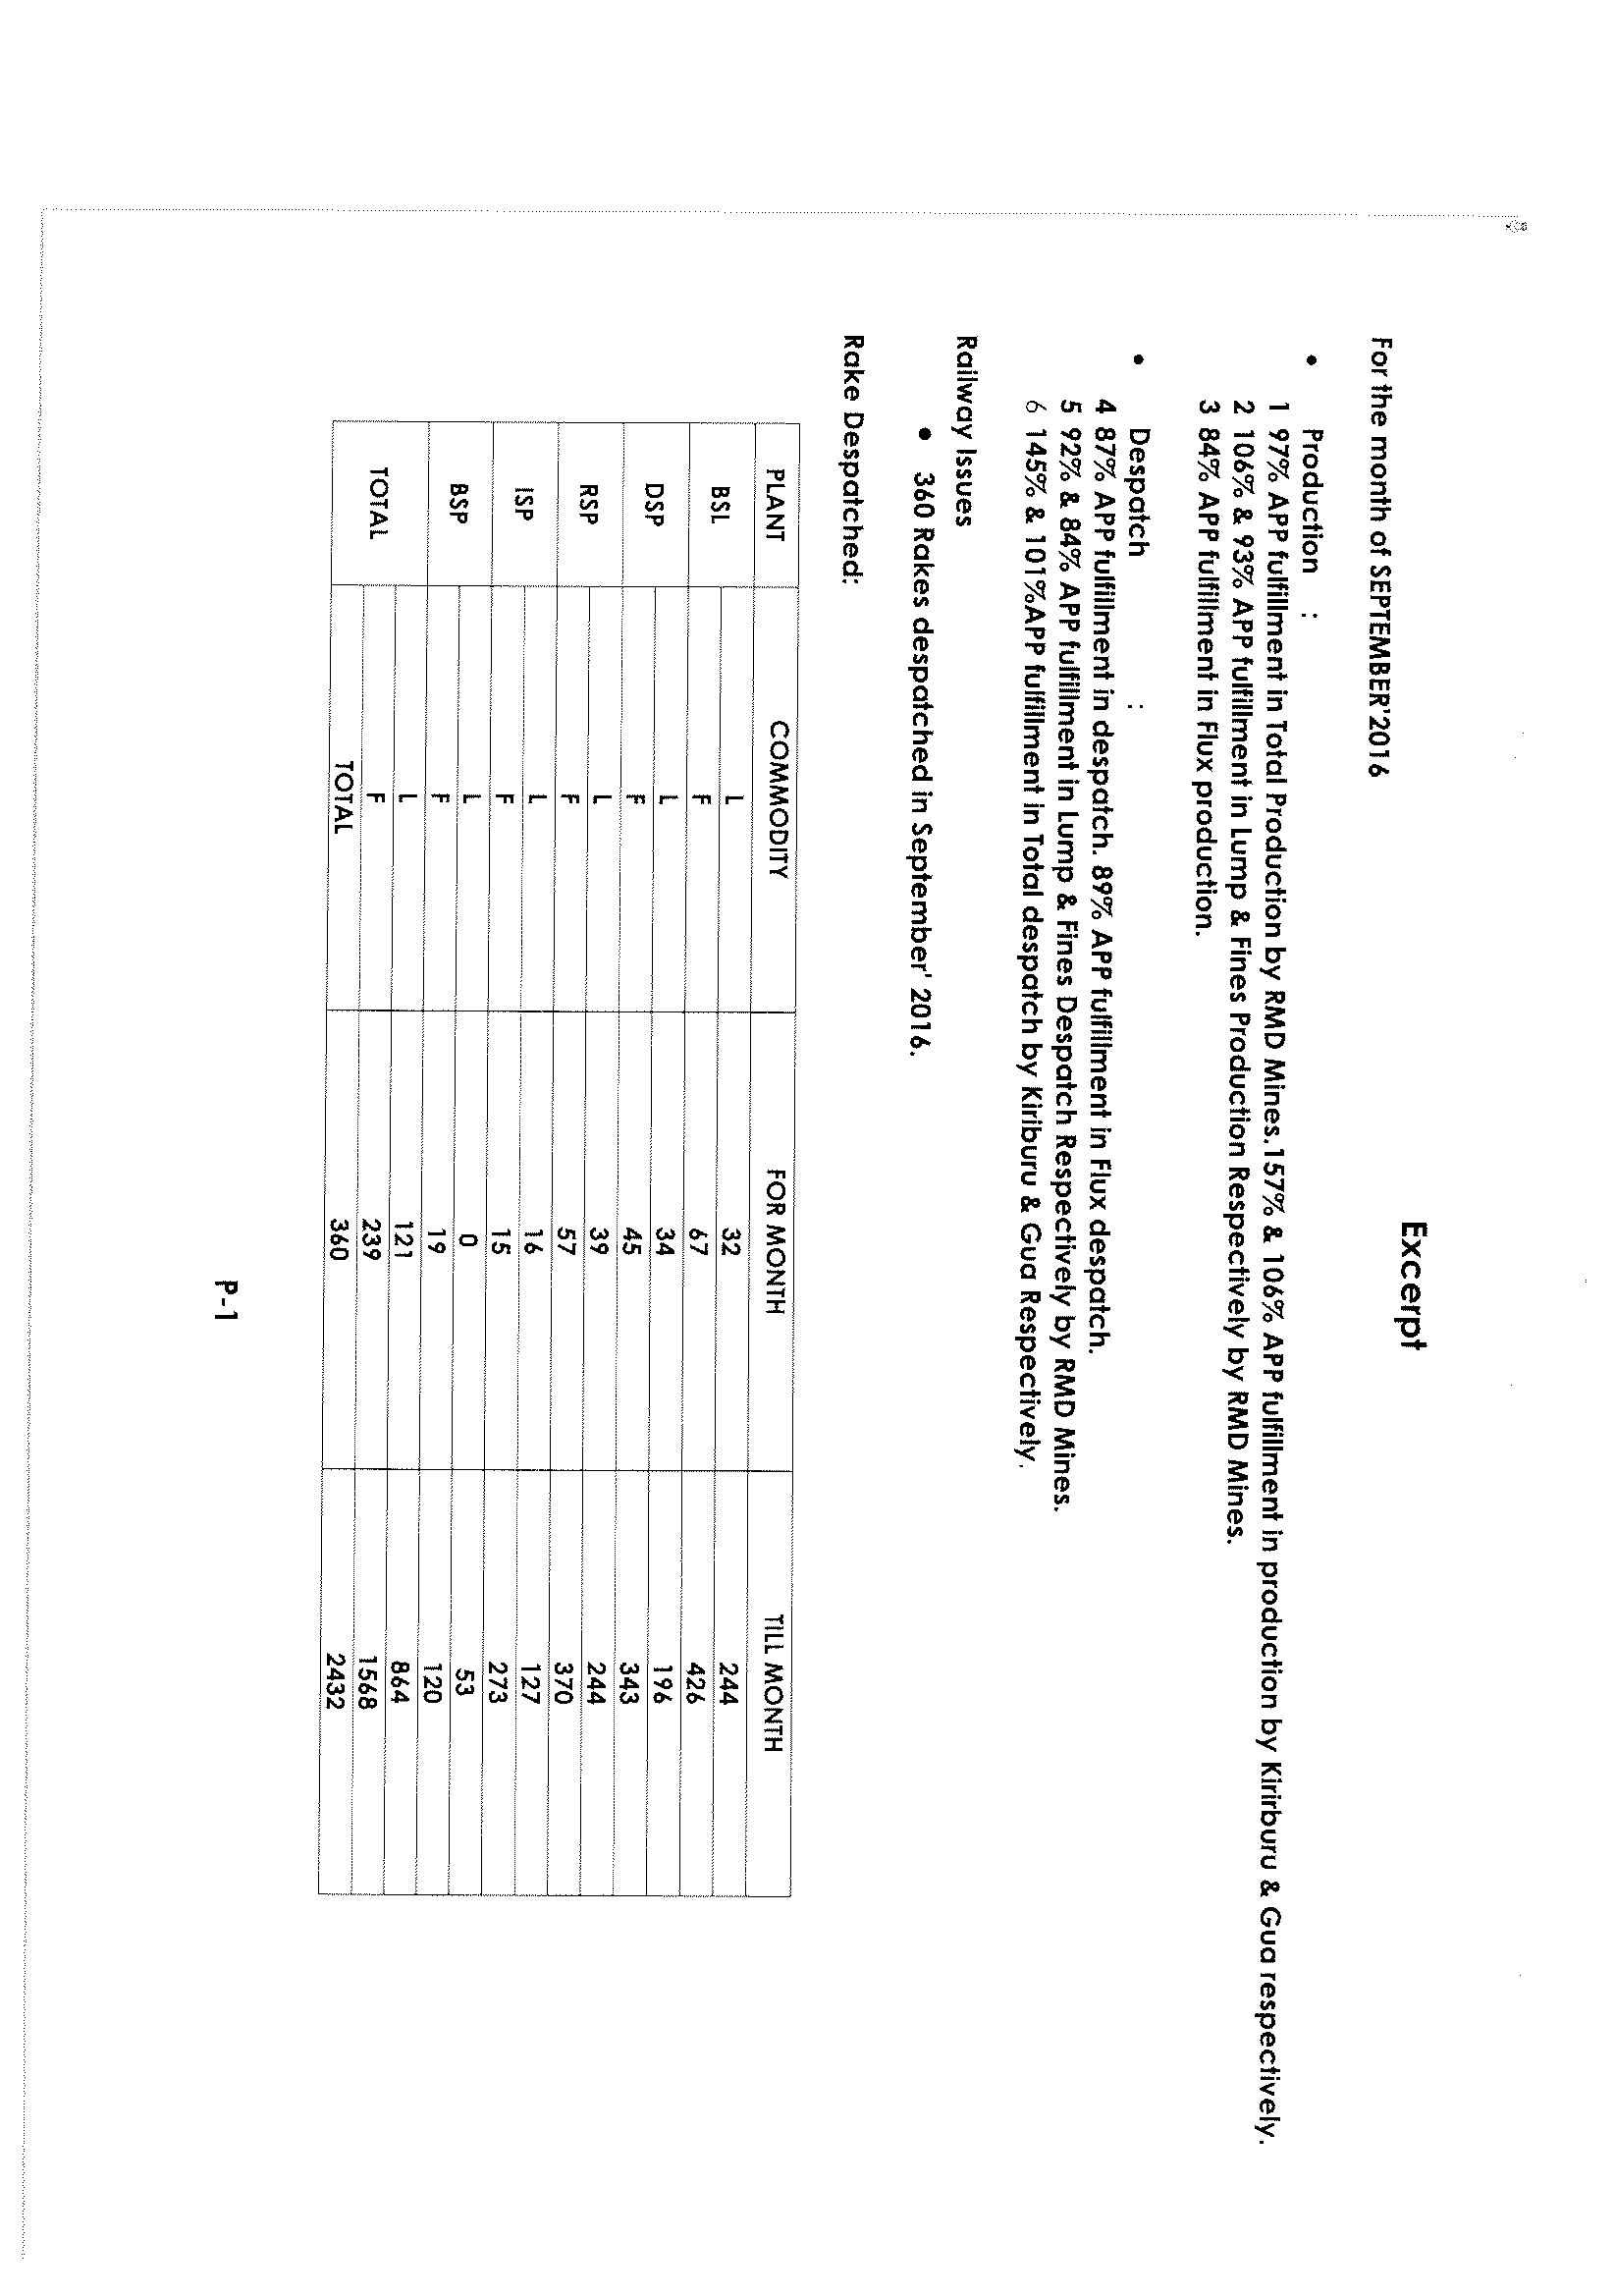 Excerpt
For the month of SEPTEMBER'2016
• Production :
1 97% APP fulfillment in Total Production by RMD Mines.157% & 106% APP fulfillment in production by Kirirburu & Gua respectively.
2 106% & 93% APP fulfillment in Lump & Fines Production Respectively by RMD Mines.
3 84% APP fulfillment in Flux production.
• Despatch :
4 87% APP fulfillment in despatch. 89% APP fulfillment in Flux despatch.
5 92% & 84% APP fulfillment in Lump & Fines Despatch Respectively by RMD Mines.
6 145% & 101%APP fulfillment in Total despatch by Kiriburu & Gua Respectively.
Railway Issues
• 360 Rakes despatched in September' 2016.
Rake Despatched:
PLANT COMMODITY FOR MONTH TILL MONTH
BSL L 32 244
F 67 426
DSP L 34 196
F 45 343
RSP L 39 244
F 57 370
ISP L 16 127
F 15 273
BSP L 0 53
F 19 120
TOTAL L 121 864
F 239 1568
TOTAL 360 2432
P-1